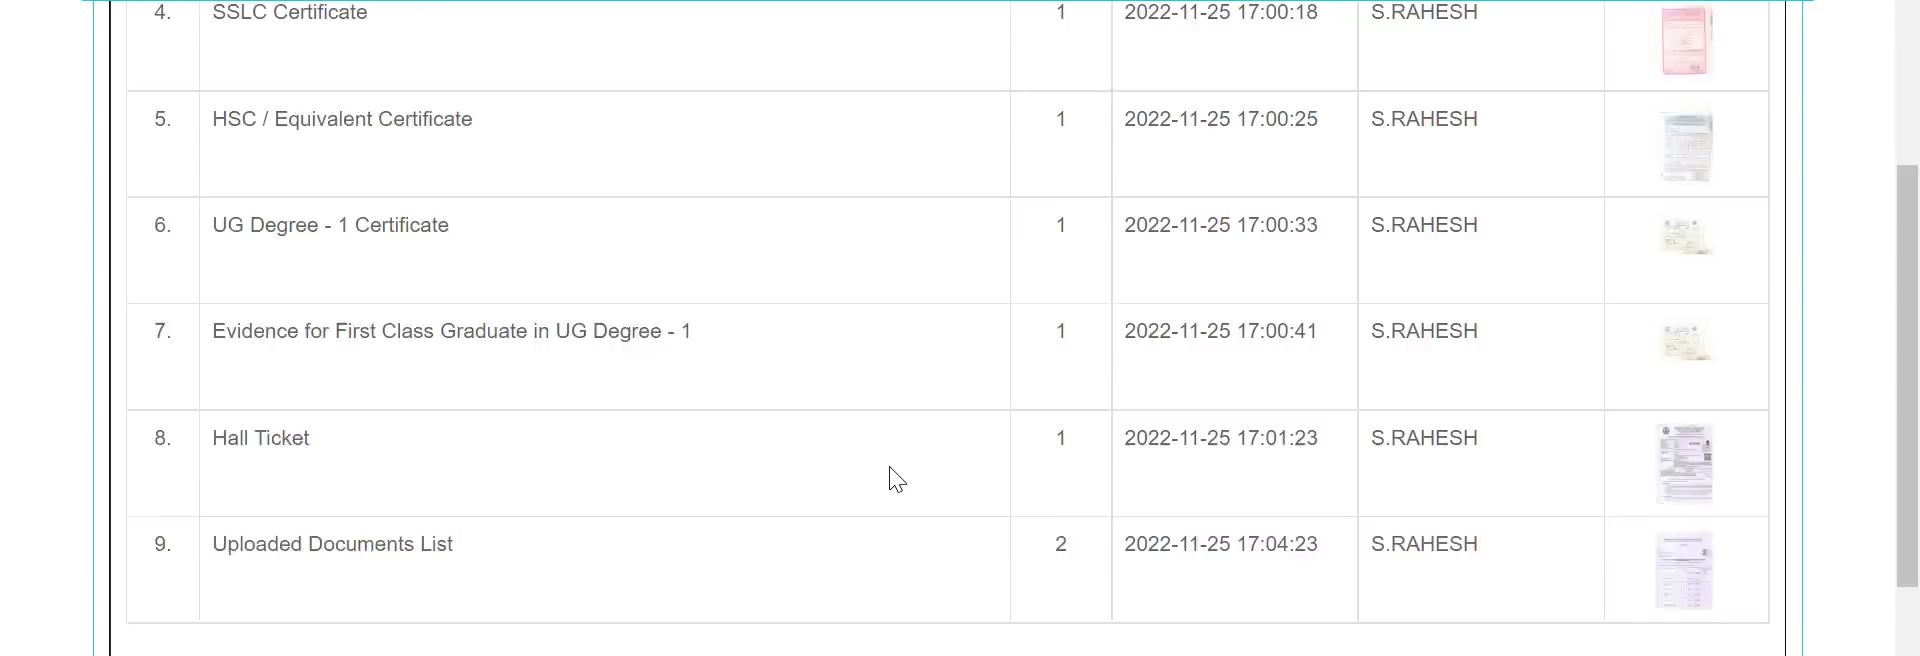 4. SSLC Certificate 1 2022-11-25 17:00:18 S.RAHESH
5. HSC / Equivalent Certificate 1 2022-11-25 17:00:25 S.RAHESH
6. UG Degree - 1 Certificate 1 2022-11-25 17:00:33 S.RAHESH
7. Evidence for First Class Graduate in UG Degree - 1 1 2022-11-25 17:00:41 S.RAHESH
8. Hall Ticket 1 2022-11-25 17:01:23 S.RAHESH
9. Uploaded Documents List 2 2022-11-25 17:04:23 S.RAHESH